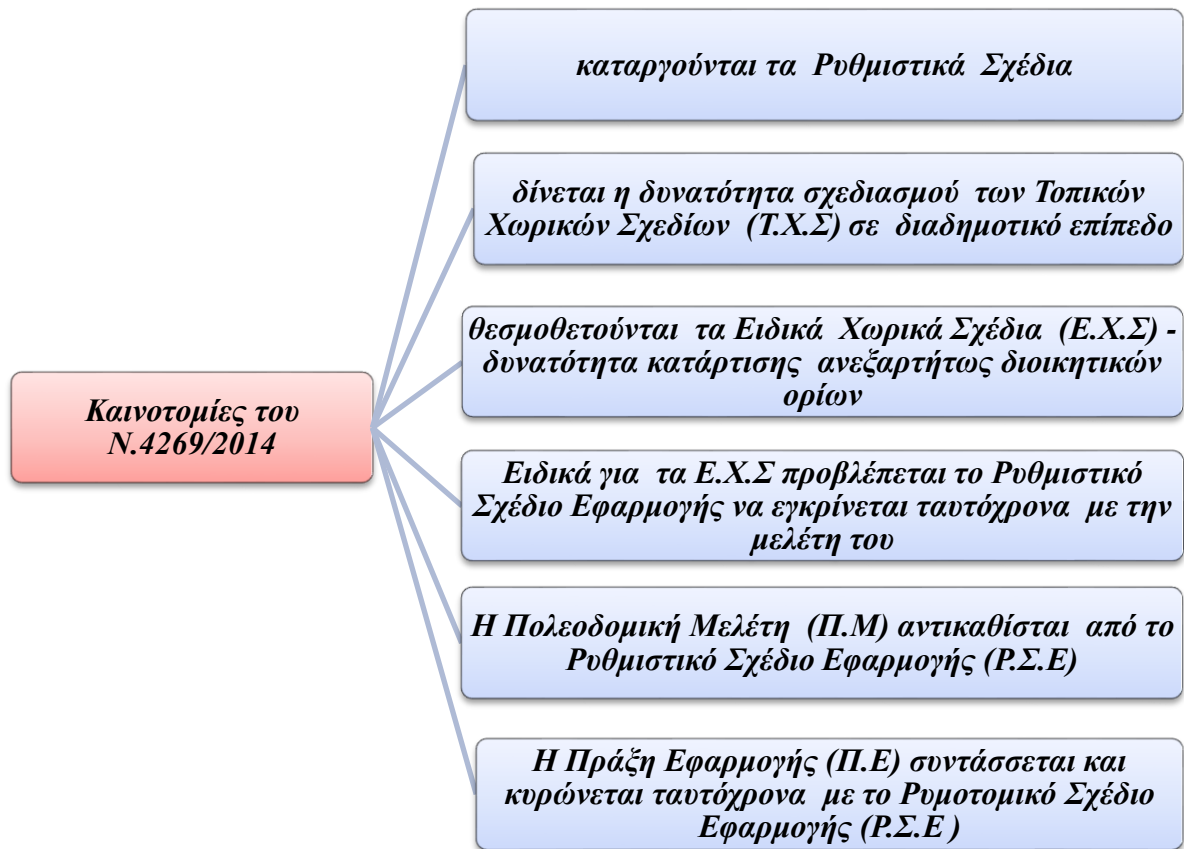 καταργούνται τα Ρυθμιστικά Σχέδια
δίνεται η δυνατότητα σχεδιασμού των Τοπικών
Χωρικών Σχεδίων (Τ.Χ.Σ) σε διαδημοτικό επίπεδο
θεσμοθετούνται τα Ειδικά Χωρικά Σχέδια (Ε.Χ.Σ) -
δυνατότητα κατάρτισης ανεξαρτήτως διοικητικών
ορίων
Καινοτομίες του
Ν.4269/2014
Ειδικά για τα Ε.Χ.Σ προβλέπεται το Ρυθμιστικό
Σχέδιο Εφαρμογής να εγκρίνεται ταυτόχρονα με την
μελέτη του
Η Πολεοδομική Μελέτη (Π.Μ) αντικαθίσταται από το
Ρυθμιστικό Σχέδιο Εφαρμογής (Ρ.Σ.Ε)
Η Πράξη Εφαρμογής (Π.Ε) συντάσσεται και
κυρώνεται ταυτόχρονα με το Ρυμοτομικό Σχέδιο
Εφαρμογής (Ρ.Σ.Ε )